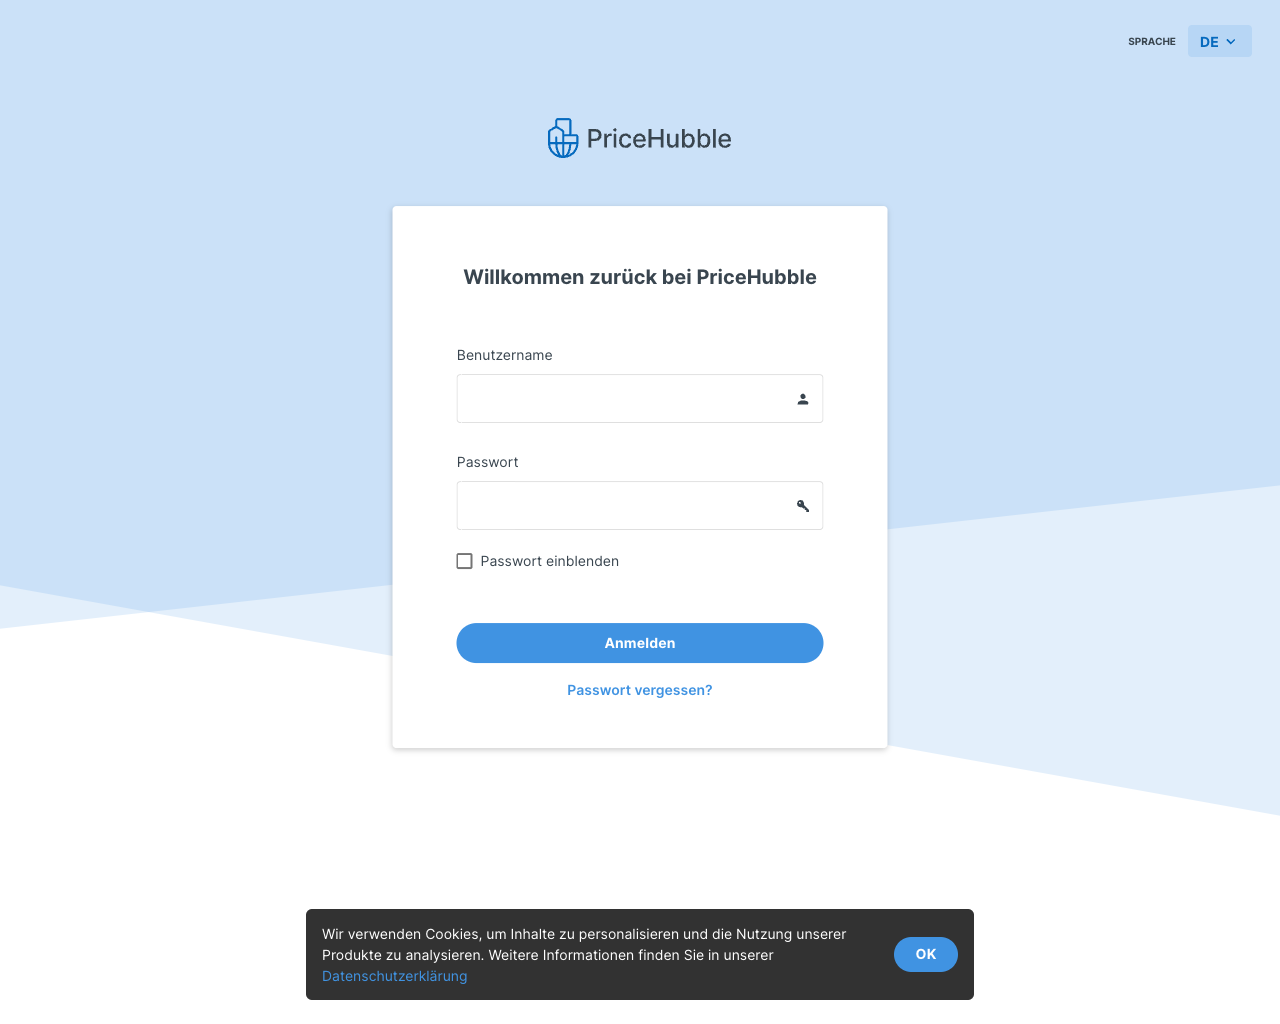 SPRACHE
DE
PriceHubble
Willkommen zurück bei PriceHubble
Benutzername
Passwort
Passwort einblenden
Anmelden
Passwort vergessen?
Wir verwenden Cookies, um Inhalte zu personalisieren und die Nutzung unserer
Produkte zu analysieren. Weitere Informationen finden Sie in unserer
Datenschutzerklärung
OK